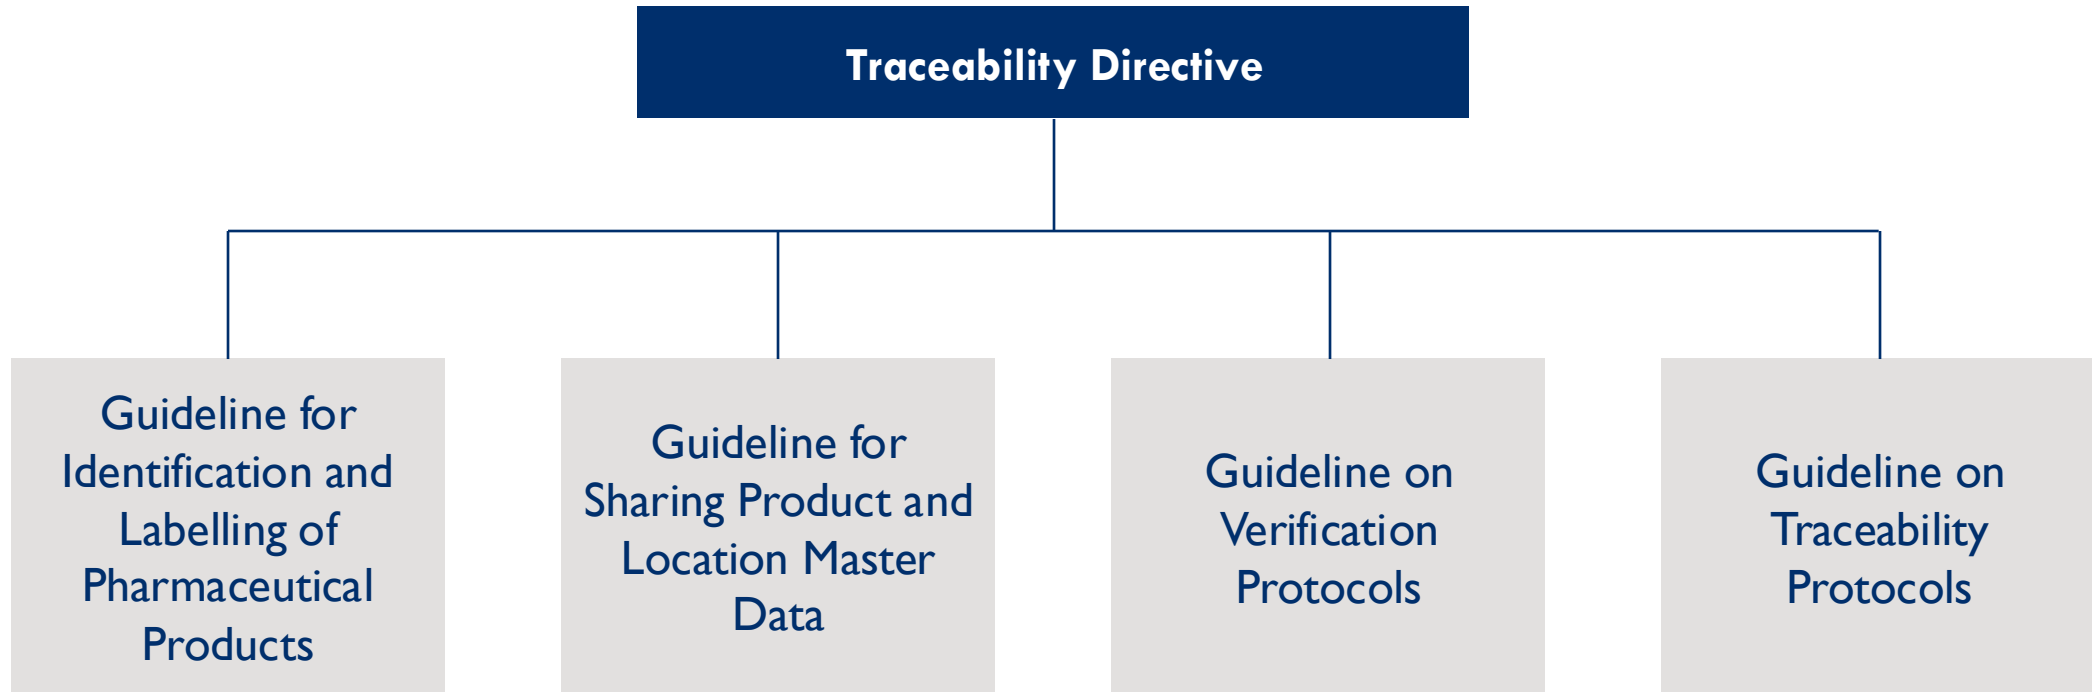 Traceability Directive
Guideline for
Identification and
Labelling of
Pharmaceutical
Products
Guideline for
Sharing Product and
Location Master
Data
Guideline on
Verification
Protocols
Guideline on
Traceability
Protocols